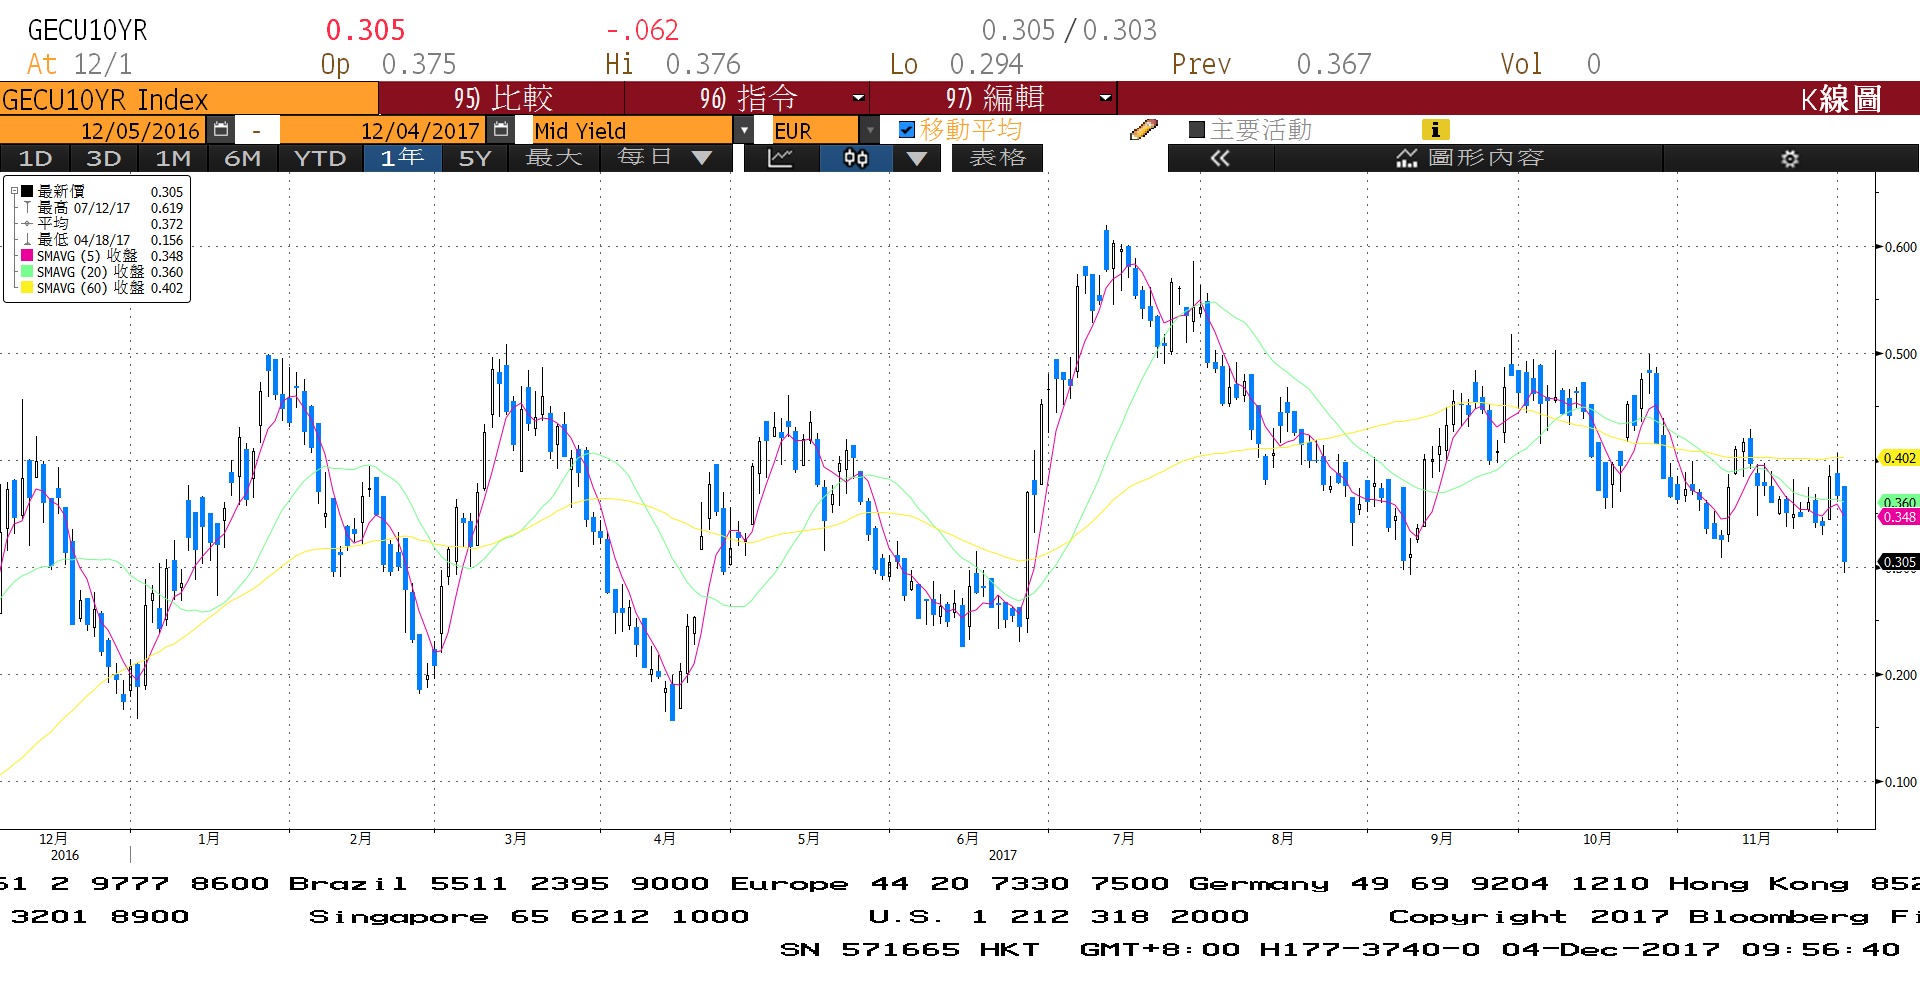 GECU10YR 0.305 -.062 0.305 / 0.303
At 12/1 Op 0.375 Hi 0.376 Lo 0.294 Prev 0.367 Vol 0
GECU10YR Index 95) 比較 96) 指令 97) 編輯 K線圖
12/05/2016 - 12/04/2017 Mid Yield EUR 移動平均 主要活動
1D 3D 1M 6M YTD 1年 5Y 最大 每日 表格 圖形內容
最新價 0.305
最高 07/12/17 0.619
平均 0.372
最低 04/18/17 0.156
SMAVG (5) 收盤 0.348
SMAVG (20) 收盤 0.360
SMAVG (60) 收盤 0.402
0.600
0.500
0.402
0.360
0.348
0.305
0.200
0.100
12月 1月 2月 3月 4月 5月 6月 7月 8月 9月 10月 11月
2016 2017
61 2 9777 8600 Brazil 5511 2395 9000 Europe 44 20 7330 7500 Germany 49 69 9204 1210 Hong Kong 852
3201 8900 Singapore 65 6212 1000 U.S. 1 212 318 2000 Copyright 2017 Bloomberg Fi
SN 571665 HKT GMT+8:00 H177-3740-0 04-Dec-2017 09:56:40